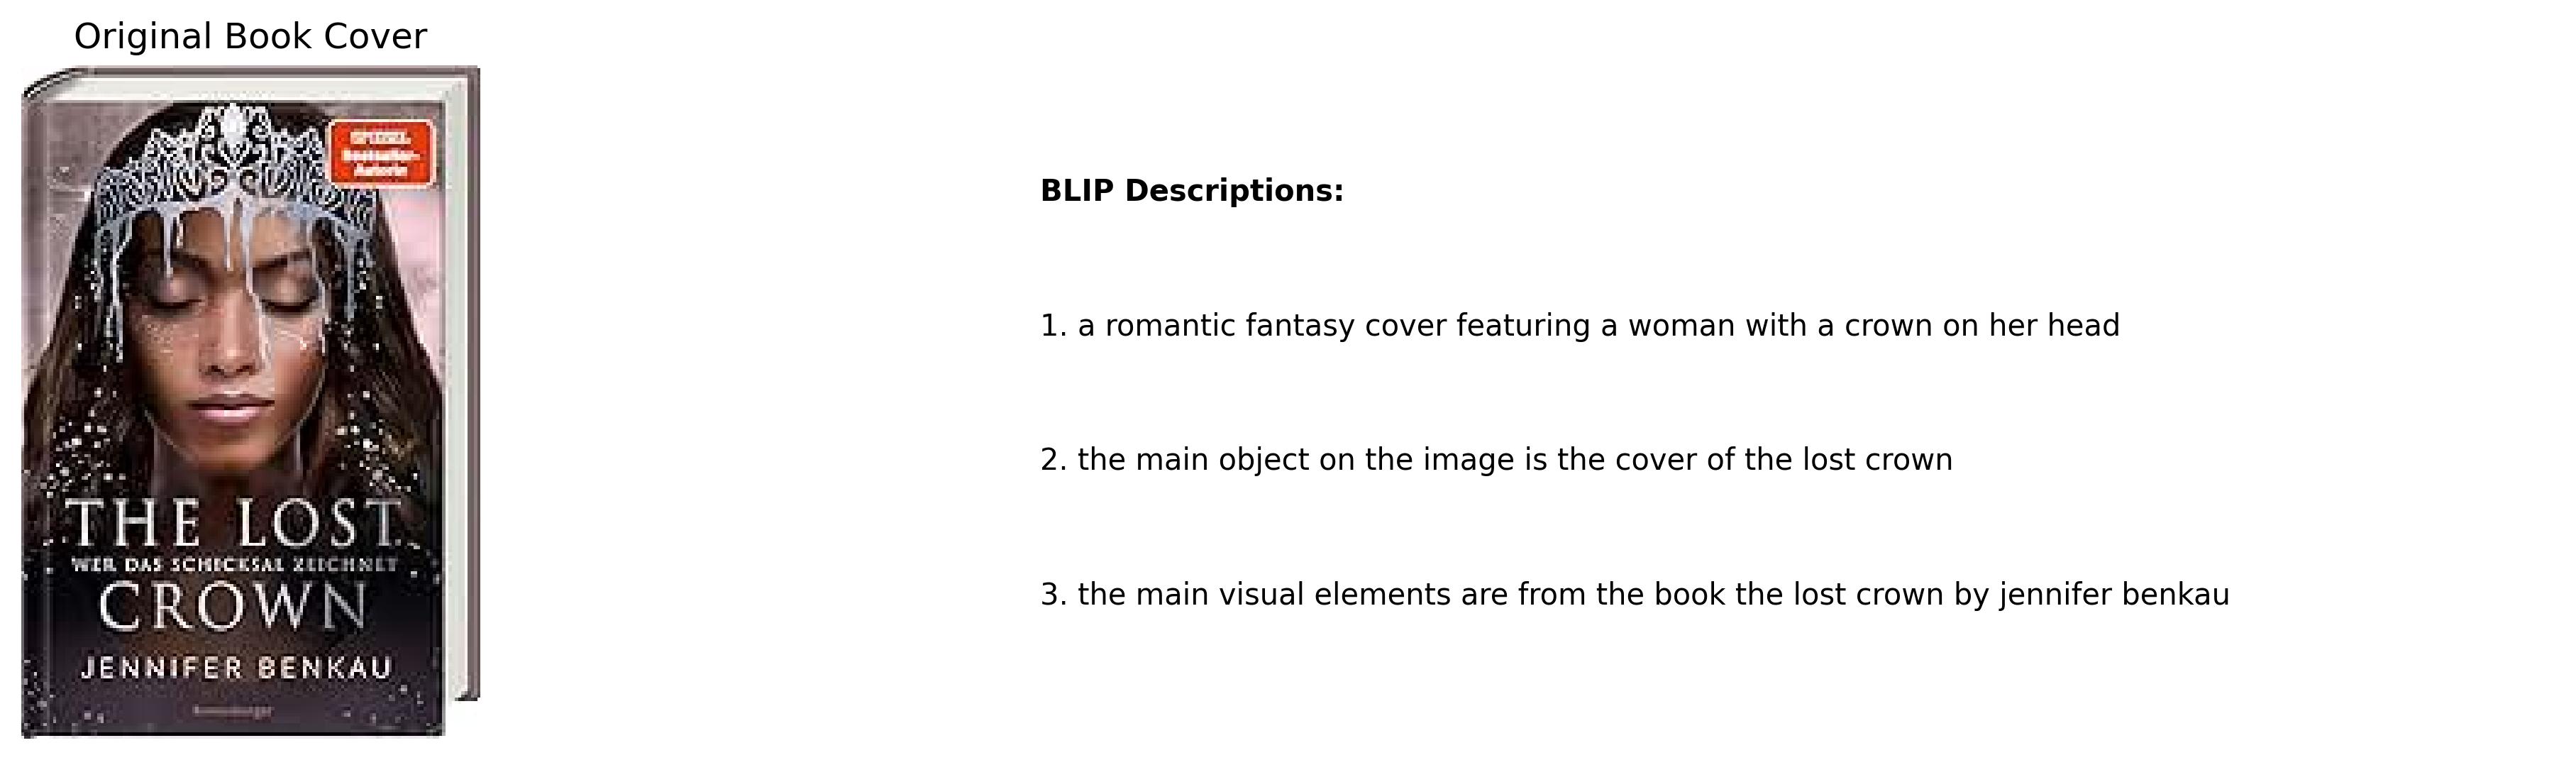 Original Book Cover
SPIEGEL
Bestseller-
Autorin
THE LOST
WER DAS SCHICKSAL ZEICHNET
CROWN
JENNIFER BENKAU
Ravensburger
BLIP Descriptions:
1. a romantic fantasy cover featuring a woman with a crown on her head
2. the main object on the image is the cover of the lost crown
3. the main visual elements are from the book the lost crown by jennifer benkau